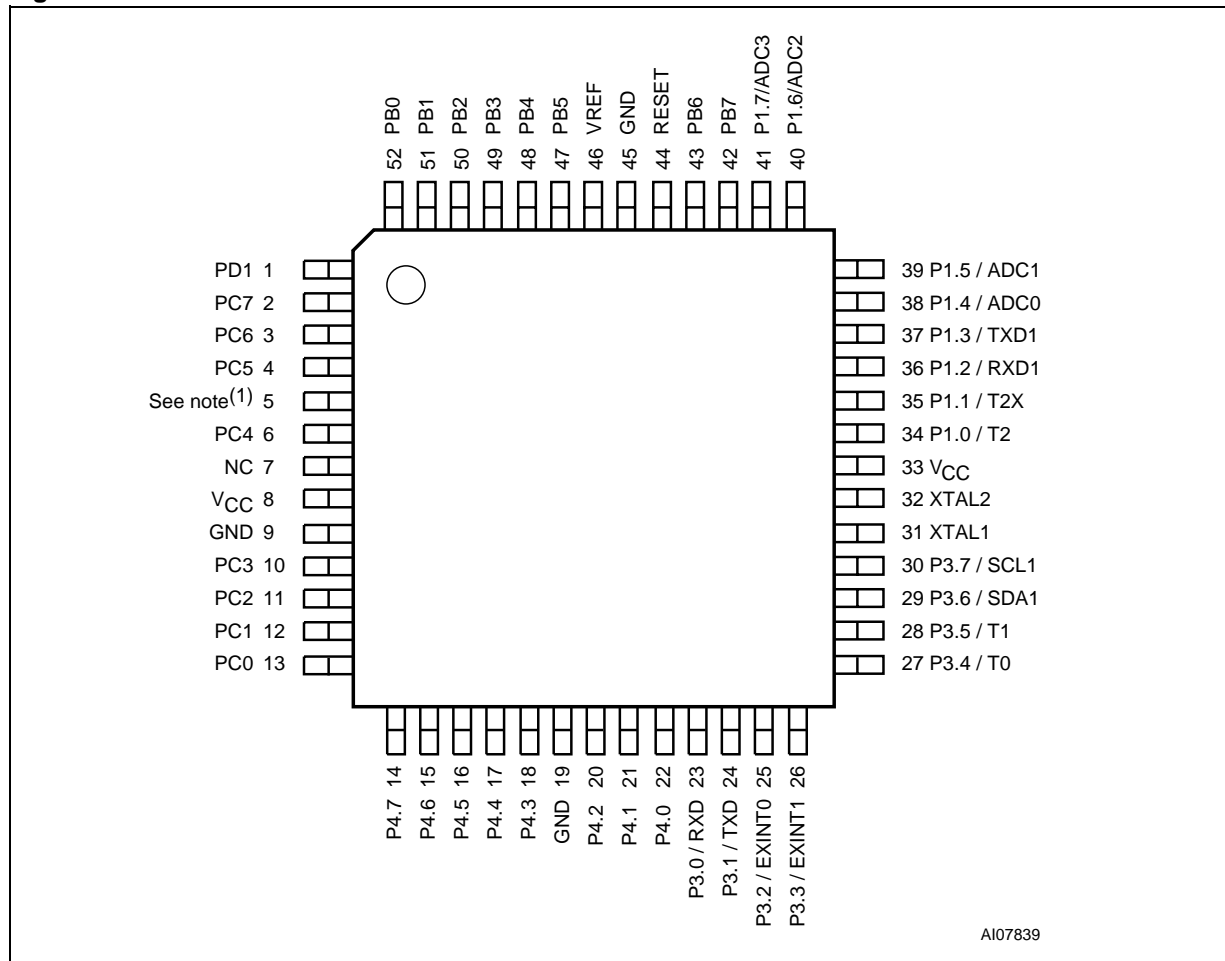 52 PB0
51 PB1
50 PB2
49 PB3
48 PB4
47 PB5
46 VREF
45 GND
44 RESET
43 PB6
42 PB7
41 P1.7/ADC3
40 P1.6/ADC2
PD1 1
PC7 2
PC6 3
PC5 4
See note(1) 5
PC4 6
NC 7
VCC 8
GND 9
PC3 10
PC2 11
PC1 12
PC0 13
39 P1.5 / ADC1
38 P1.4 / ADC0
37 P1.3 / TXD1
36 P1.2 / RXD1
35 P1.1 / T2X
34 P1.0 / T2
33 VCC
32 XTAL2
31 XTAL1
30 P3.7 / SCL1
29 P3.6 / SDA1
28 P3.5 / T1
27 P3.4 / T0
P4.7 14
P4.6 15
P4.5 16
P4.4 17
P4.3 18
GND 19
P4.2 20
P4.1 21
P4.0 22
P3.0 / RXD 23
P3.1 / TXD 24
P3.2 / EXINT0 25
P3.3 / EXINT1 26
AI07839